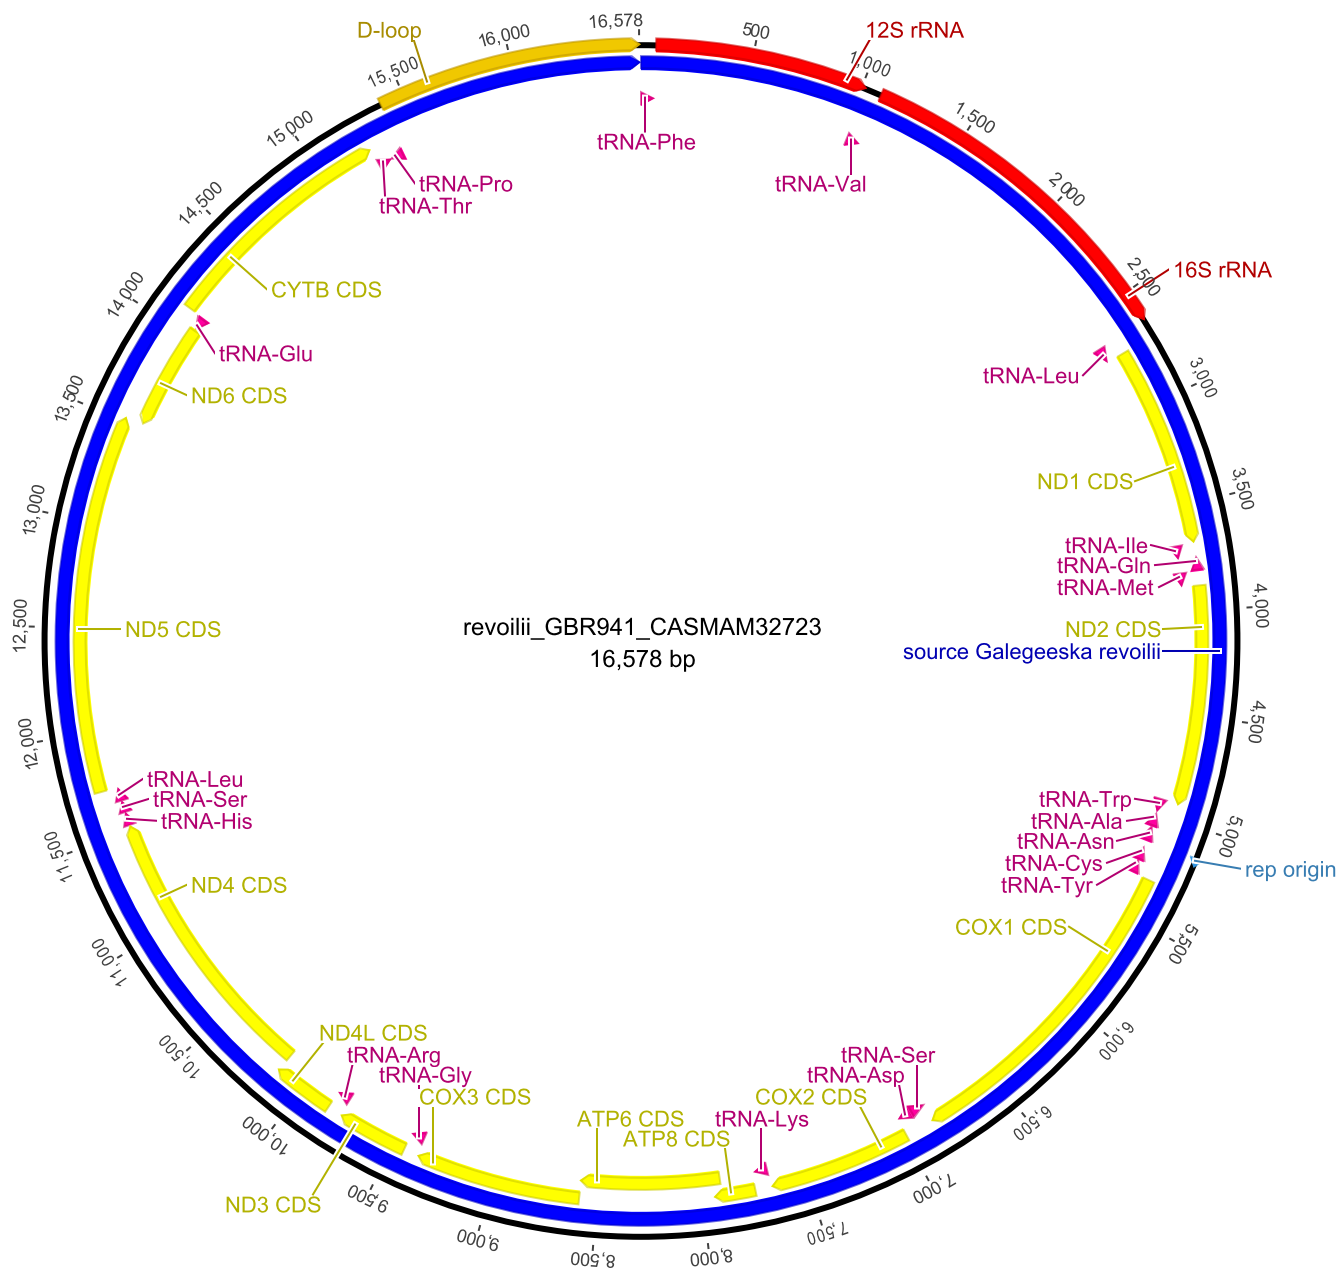 16,578
D-loop
12S rRNA
16,000
500
15,500
1,000
15,000
1,500
tRNA-Phe
tRNA-Val
tRNA-Pro
tRNA-Thr
14,500
2,000
16S rRNA
2,500
CYTB CDS
14,000
tRNA-Glu
tRNA-Leu
3,000
ND6 CDS
13,500
ND1 CDS
3,500
13,000
tRNA-Ile
tRNA-Gln
tRNA-Met
4,000
12,500
ND5 CDS
revoilii_GBR941_CASMAM32723
16,578 bp
ND2 CDS
source Galegeeska revoilii
4,500
12,000
tRNA-Leu
tRNA-Ser
tRNA-His
tRNA-Trp
tRNA-Ala
tRNA-Asn
tRNA-Cys
tRNA-Tyr
5,000
rep origin
11,500
ND4 CDS
COX1 CDS
5,500
11,000
6,000
10,500
ND4L CDS
tRNA-Arg
tRNA-Gly
COX3 CDS
tRNA-Ser
tRNA-Asp
COX2 CDS
tRNA-Lys
ATP6 CDS
ATP8 CDS
6,500
10,000
ND3 CDS
9,500
7,000
9,000
7,500
8,500
8,000